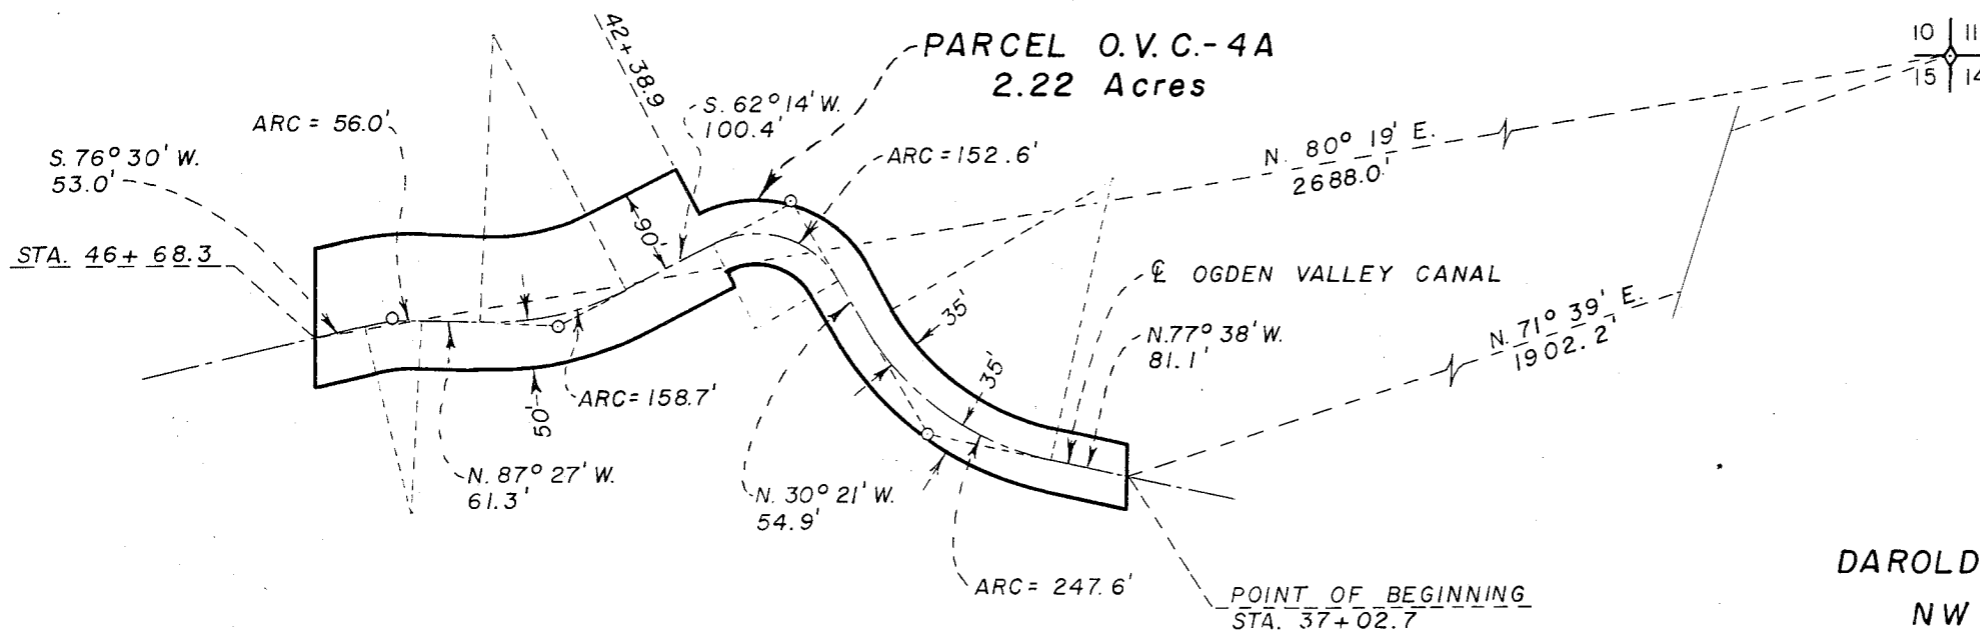 PARCEL O.V.C.-4A
2.22 Acres
10 11
15 14
42+38.9
S. 62° 14' W.
100.4'
ARC = 56.0'
ARC = 152.6'
S. 76° 30' W.
53.0'
N. 80° 19' E.
2688.0'
90'
STA. 46+ 68.3
℄ OGDEN VALLEY CANAL
35'
N. 77° 38' W.
81.1'
N. 71° 39' E.
1902.2'
35'
ARC = 158.7'
50'
N. 87° 27' W.
61.3'
N. 30° 21' W.
54.9'
ARC = 247.6'
POINT OF BEGINNING
STA. 37+02.7
DAROLD
NW